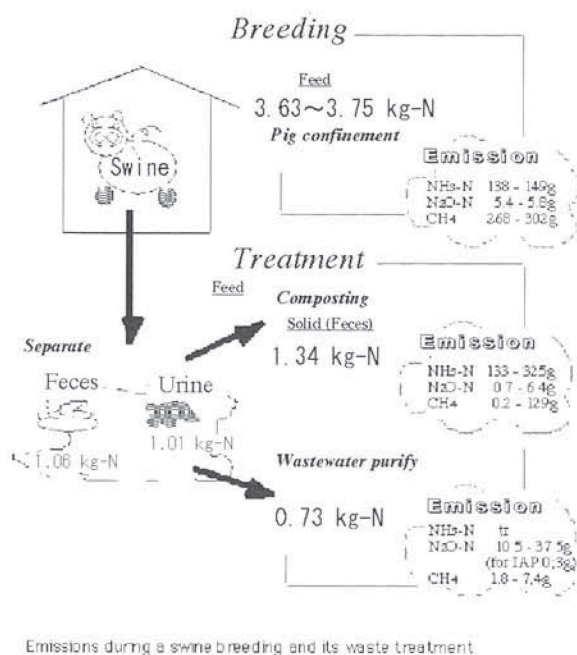 Breeding
Feed
3.63～3.75 kg-N
Pig confinement
Swine
Emission
NH₃-N 138 - 149g
N₂O-N 5.4 - 5.8g
CH₄ 268 - 302g
Treatment
Feed
Composting
Solid (Feces)
1.34 kg-N
Separate
Feces
Urine
1.06 kg-N
1.01 kg-N
Emission
NH₃-N 133 - 325g
N₂O-N 0.7 - 6.4g
CH₄ 0.2 - 129g
Wastewater purify
0.73 kg-N
Emission
NH₃-N tr
N₂O-N 10.5 - 37.5g
(for IAP 0;3g)
CH₄ 1.8 - 7.4g
Emissions during a swine breeding and its waste treatment